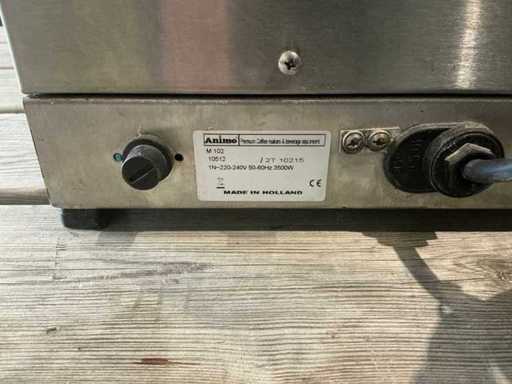 Animo Premium Coffee makers & beverage equipment
M 102
10512 / 2T 10215
1N~220-240V 50-60Hz 3500W
CE
MADE IN HOLLAND